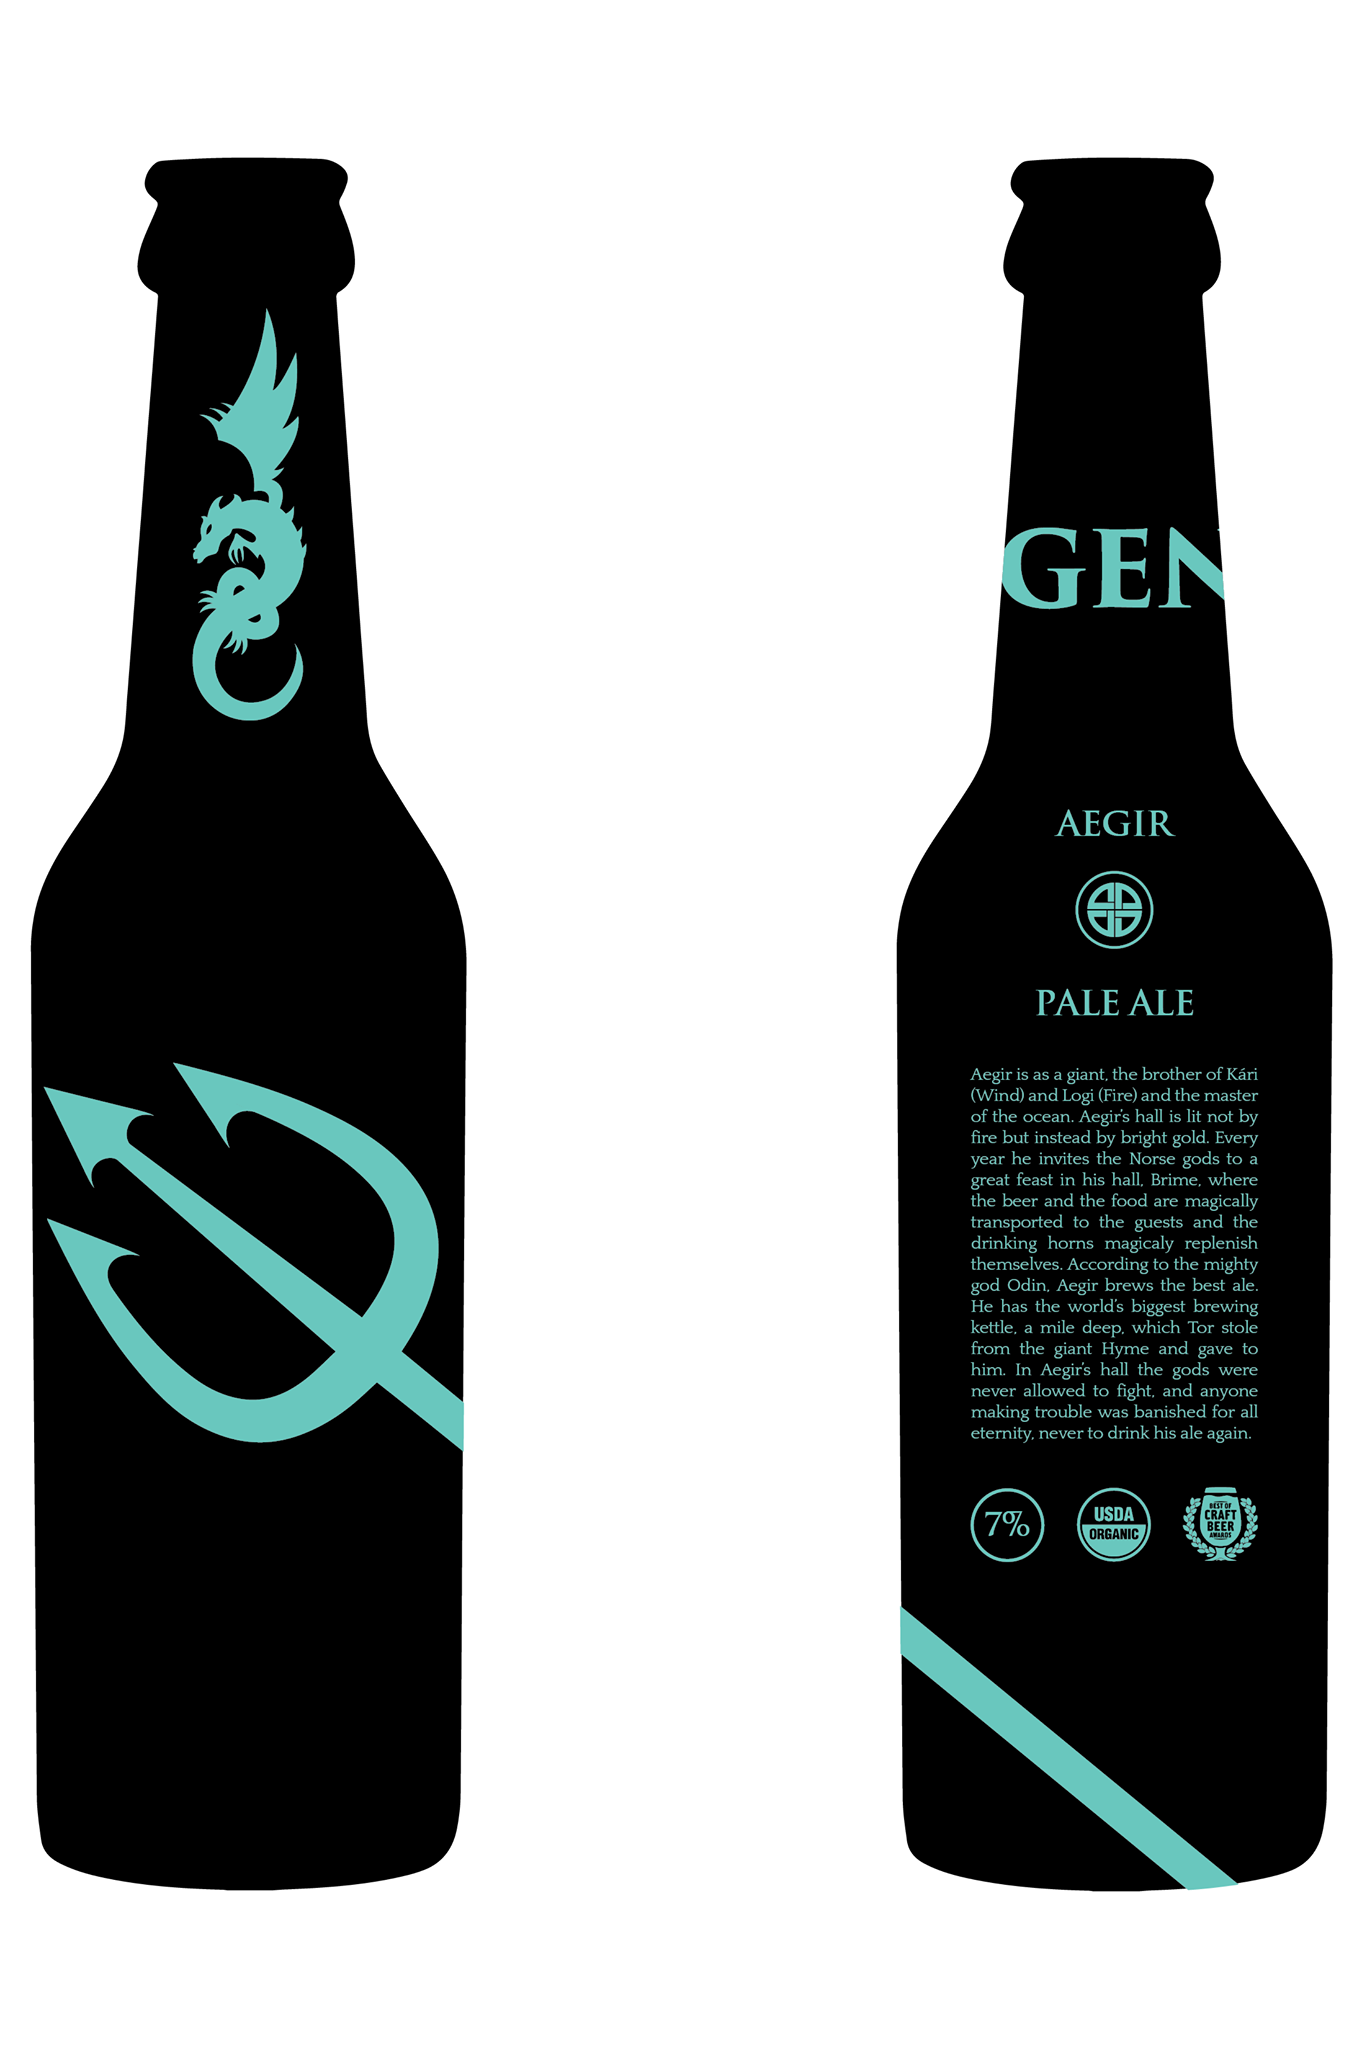 GEN
AEGIR
PALE ALE
Aegir is as a giant, the brother of Kári
(Wind) and Logi (Fire) and the master
of the ocean. Aegir's hall is lit not by
fire but instead by bright gold. Every
year he invites the Norse gods to a
great feast in his hall, Brime, where
the beer and the food are magically
transported to the guests and the
drinking horns magicaly replenish
themselves. According to the mighty
god Odin, Aegir brews the best ale.
He has the world's biggest brewing
kettle, a mile deep, which Tor stole
from the giant Hyme and gave to
him. In Aegir's hall the gods were
never allowed to fight, and anyone
making trouble was banished for all
eternity, never to drink his ale again.
7%
USDA
ORGANIC
BEST OF
CRAFT
BEER
AWARDS